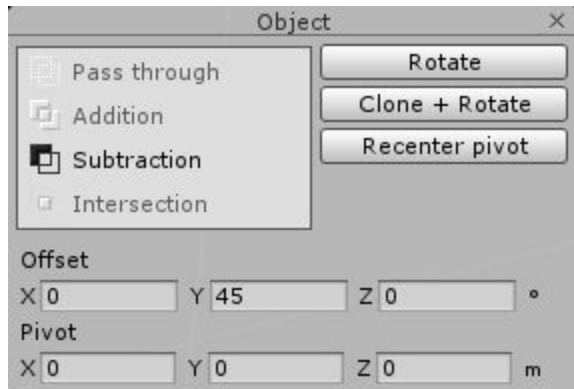 Object
Pass through
Addition
Subtraction
Intersection
Rotate
Clone + Rotate
Recenter pivot
Offset
X 0 Y 45 Z 0 °
Pivot
X 0 Y 0 Z 0 m